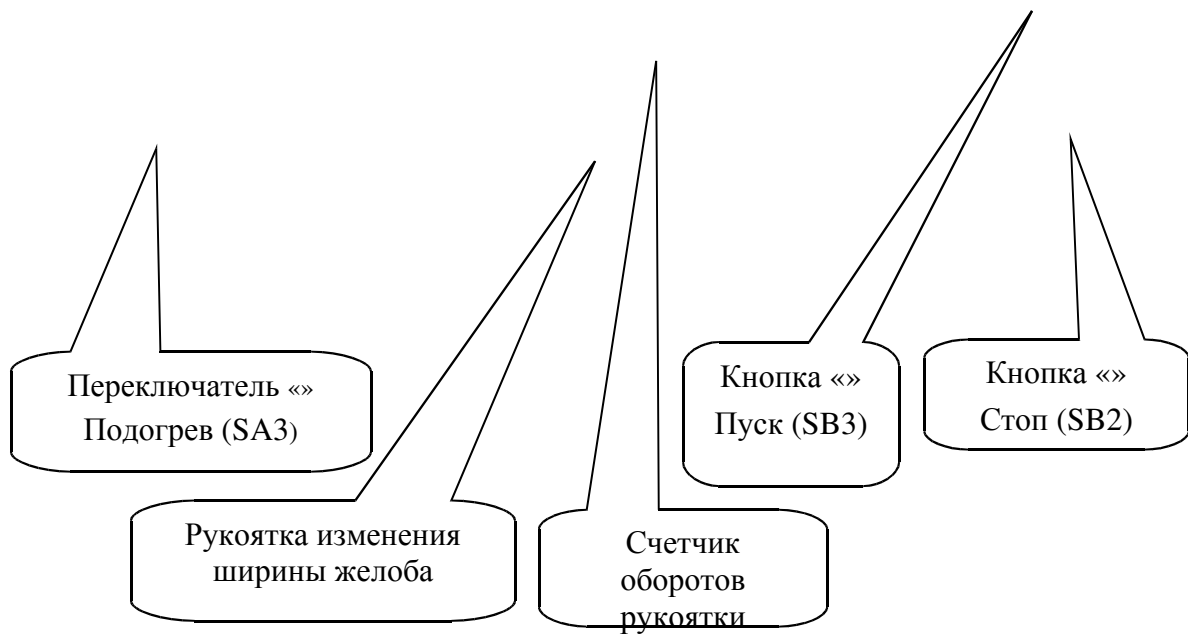 Переключатель «»
Подогрев (SA3)
Рукоятка изменения
ширины желоба
Счетчик
оборотов
рукоятки
Кнопка «»
Пуск (SB3)
Кнопка «»
Стоп (SB2)